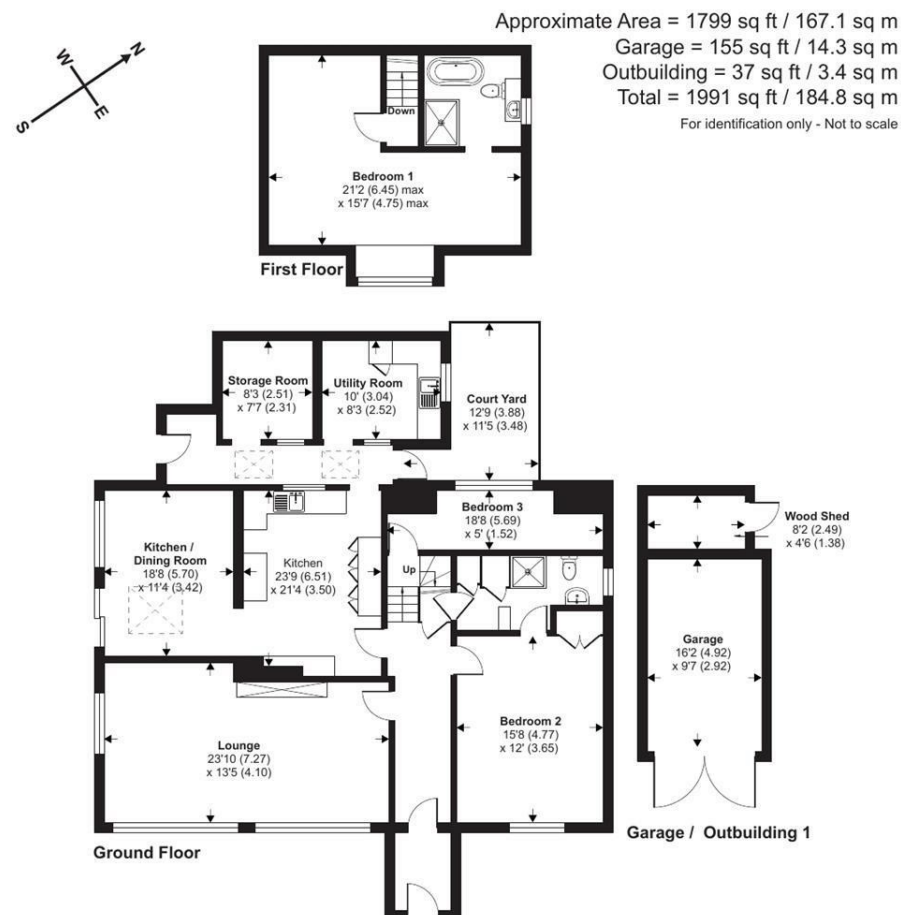 Approximate Area = 1799 sq ft / 167.1 sq m
Garage = 155 sq ft / 14.3 sq m
Outbuilding = 37 sq ft / 3.4 sq m
Total = 1991 sq ft / 184.8 sq m
For identification only - Not to scale
W
N
S
E
Down
Bedroom 1
21'2 (6.45) max
x 15'7 (4.75) max
First Floor
Storage Room
8'3 (2.51)
x 7'7 (2.31)
Utility Room
10' (3.04)
x 8'3 (2.52)
Court Yard
12'9 (3.88)
x 11'5 (3.48)
Bedroom 3
18'8 (5.69)
x 5' (1.52)
Kitchen /
Dining Room
18'8 (5.70)
x 11'4 (3.42)
Kitchen
23'9 (6.51)
x 21'4 (3.50)
Up
Wood Shed
8'2 (2.49)
x 4'6 (1.38)
Garage
16'2 (4.92)
x 9'7 (2.92)
Lounge
23'10 (7.27)
x 13'5 (4.10)
Bedroom 2
15'8 (4.77)
x 12' (3.65)
Garage / Outbuilding 1
Ground Floor